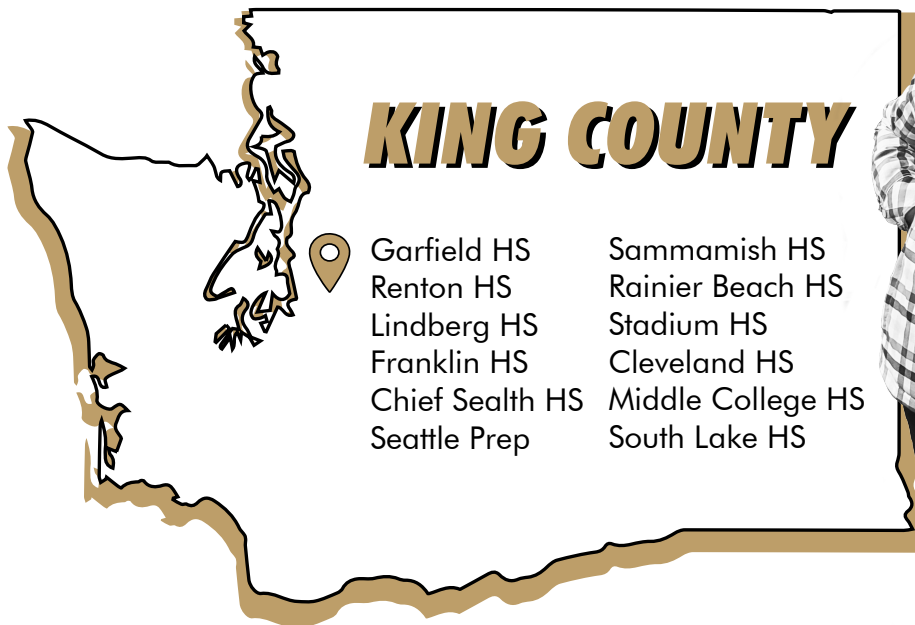 KING COUNTY
Garfield HS
Renton HS
Lindberg HS
Franklin HS
Chief Sealth HS
Seattle Prep
Sammamish HS
Rainier Beach HS
Stadium HS
Cleveland HS
Middle College HS
South Lake HS